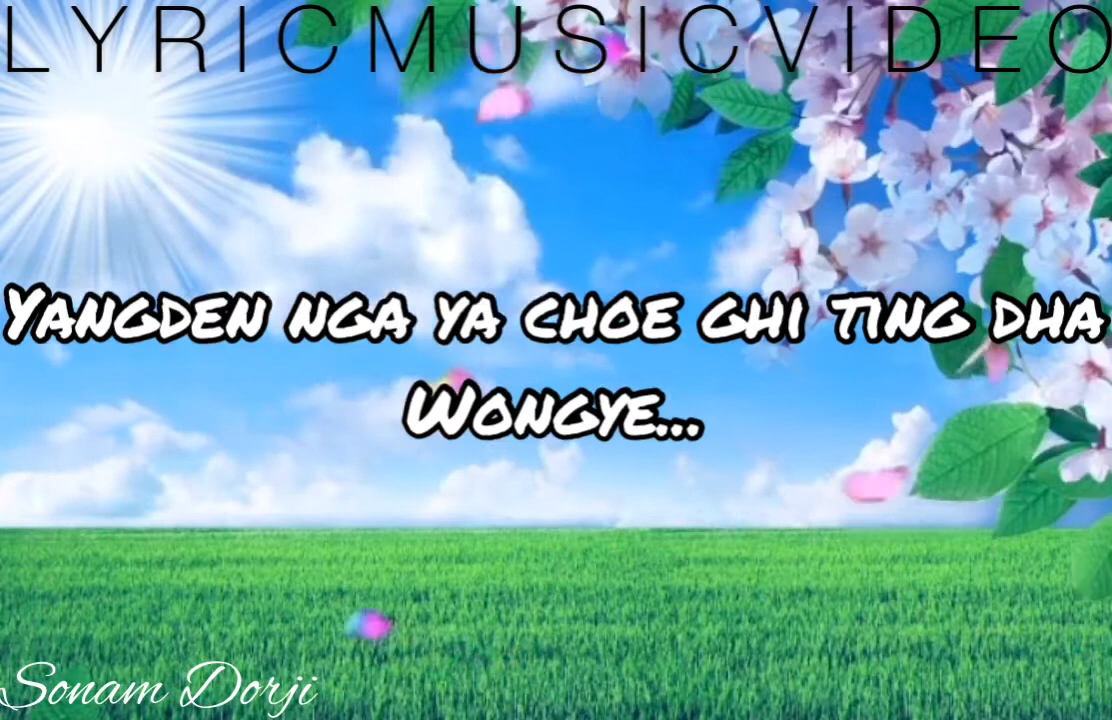 LYRICMUSICVIDEO
Yangden nga ya choe ghi ting dha
Wongye...
Sonam Dorji